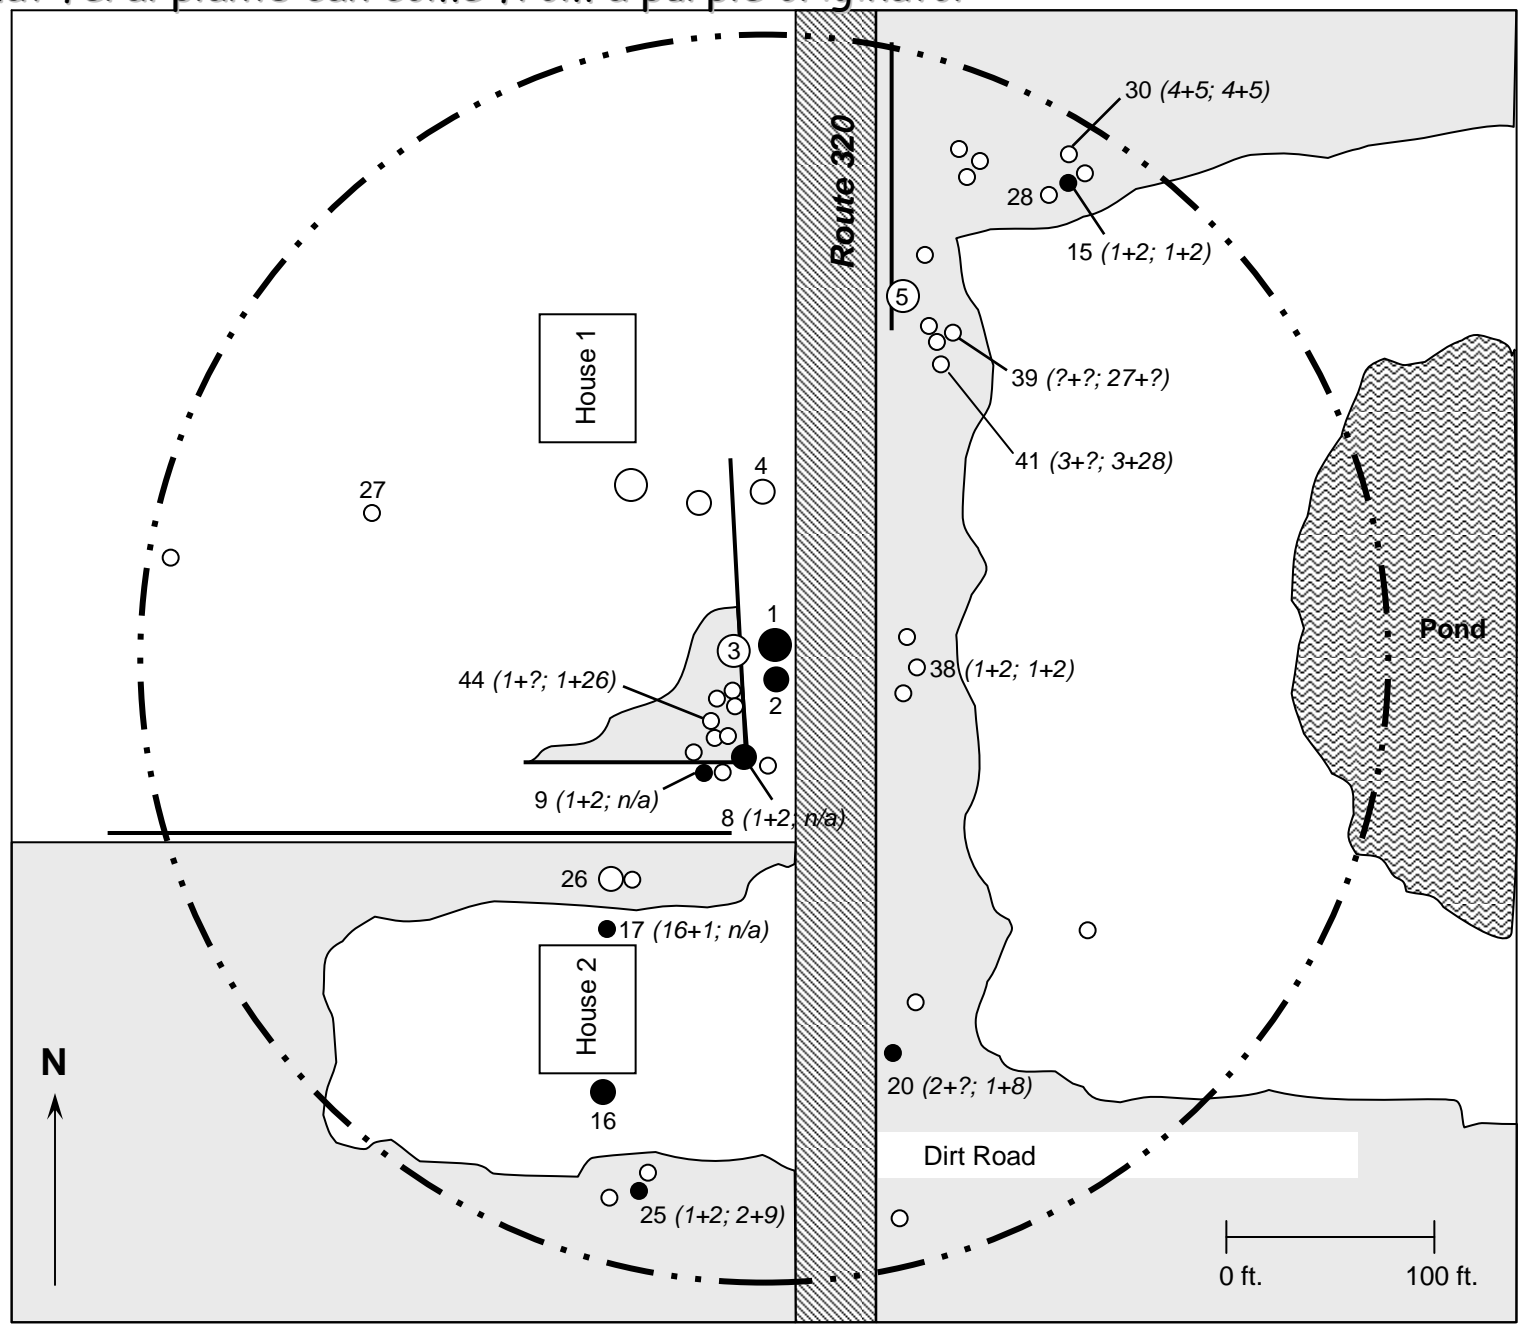 30 (4+5; 4+5)
Route 320
28
15 (1+2; 1+2)
5
House 1
39 (?+?; 27+?)
41 (3+?; 3+28)
4
27
1
Pond
3
38 (1+2; 1+2)
44 (1+?; 1+26)
2
9 (1+2; n/a)
8 (1+2; n/a)
26
17 (16+1; n/a)
House 2
N
20 (2+?; 1+8)
16
Dirt Road
25 (1+2; 2+9)
0 ft. 100 ft.